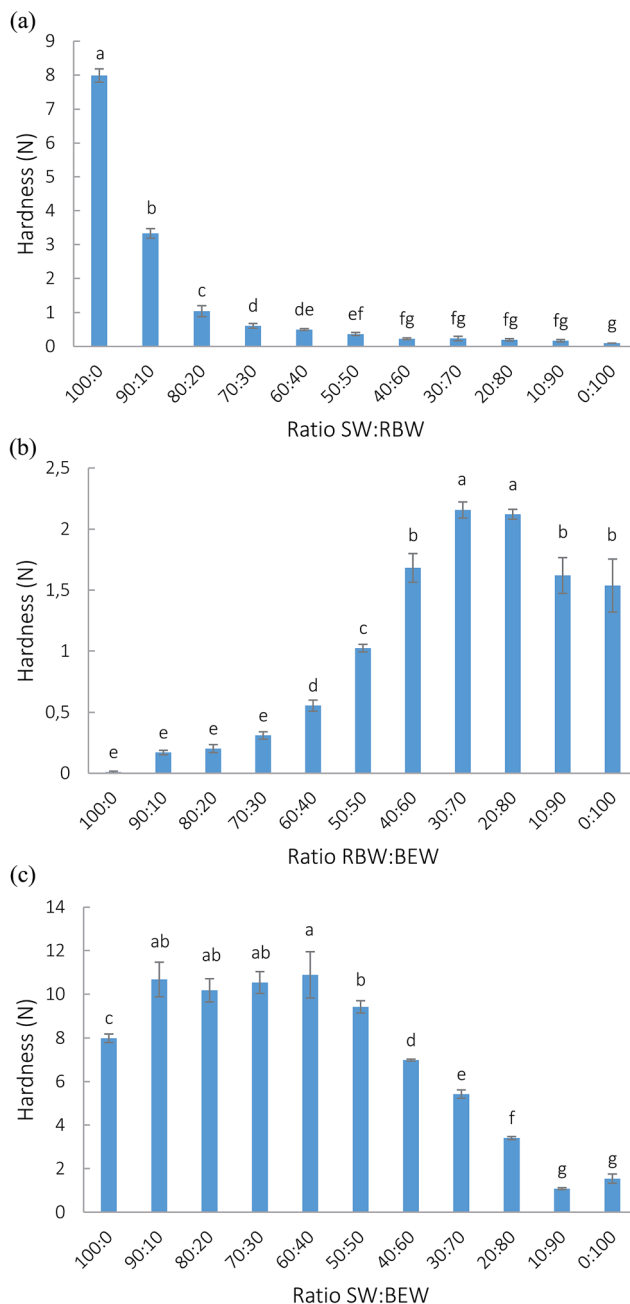 (a)
9
8
7
6
5
4
3
2
1
0
Hardness (N)
a
b
c
d
de
ef
fg
fg
fg
fg
g
100:0
90:10
80:20
70:30
60:40
50:50
40:60
30:70
20:80
10:90
0:100
Ratio SW:RBW
(b)
2,5
2
1,5
1
0,5
0
Hardness (N)
e
e
e
e
d
c
b
a
a
b
b
100:0
90:10
80:20
70:30
60:40
50:50
40:60
30:70
20:80
10:90
0:100
Ratio RBW:BEW
(c)
14
12
10
8
6
4
2
0
Hardness (N)
c
ab
ab
ab
a
b
d
e
f
g
g
100:0
90:10
80:20
70:30
60:40
50:50
40:60
30:70
20:80
10:90
0:100
Ratio SW:BEW